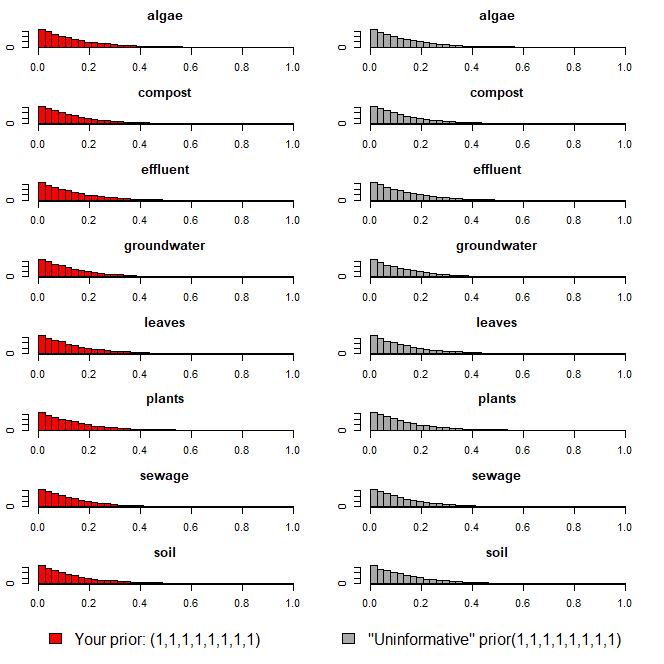 algae algae
0 0
0.0 0.2 0.4 0.6 0.8 1.0 0.0 0.2 0.4 0.6 0.8 1.0
compost compost
0 0
0.0 0.2 0.4 0.6 0.8 1.0 0.0 0.2 0.4 0.6 0.8 1.0
effluent effluent
0 0
0.0 0.2 0.4 0.6 0.8 1.0 0.0 0.2 0.4 0.6 0.8 1.0
groundwater groundwater
0 0
0.0 0.2 0.4 0.6 0.8 1.0 0.0 0.2 0.4 0.6 0.8 1.0
leaves leaves
0 0
0.0 0.2 0.4 0.6 0.8 1.0 0.0 0.2 0.4 0.6 0.8 1.0
plants plants
0 0
0.0 0.2 0.4 0.6 0.8 1.0 0.0 0.2 0.4 0.6 0.8 1.0
sewage sewage
0 0
0.0 0.2 0.4 0.6 0.8 1.0 0.0 0.2 0.4 0.6 0.8 1.0
soil soil
0 0
0.0 0.2 0.4 0.6 0.8 1.0 0.0 0.2 0.4 0.6 0.8 1.0
Your prior: (1,1,1,1,1,1,1,1) "Uninformative" prior(1,1,1,1,1,1,1,1)